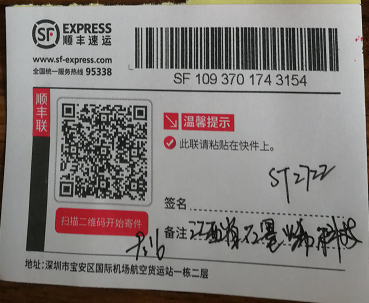 SF EXPRESS
顺丰速运
www.sf-express.com
全国统一服务热线 95338
SF 109 370 174 3154
顺丰联
温馨提示
此联请粘贴在快件上。
ST2722
签名
扫描二维码开始寄件
备注
地址:深圳市宝安区国际机场航空货运站一栋二层